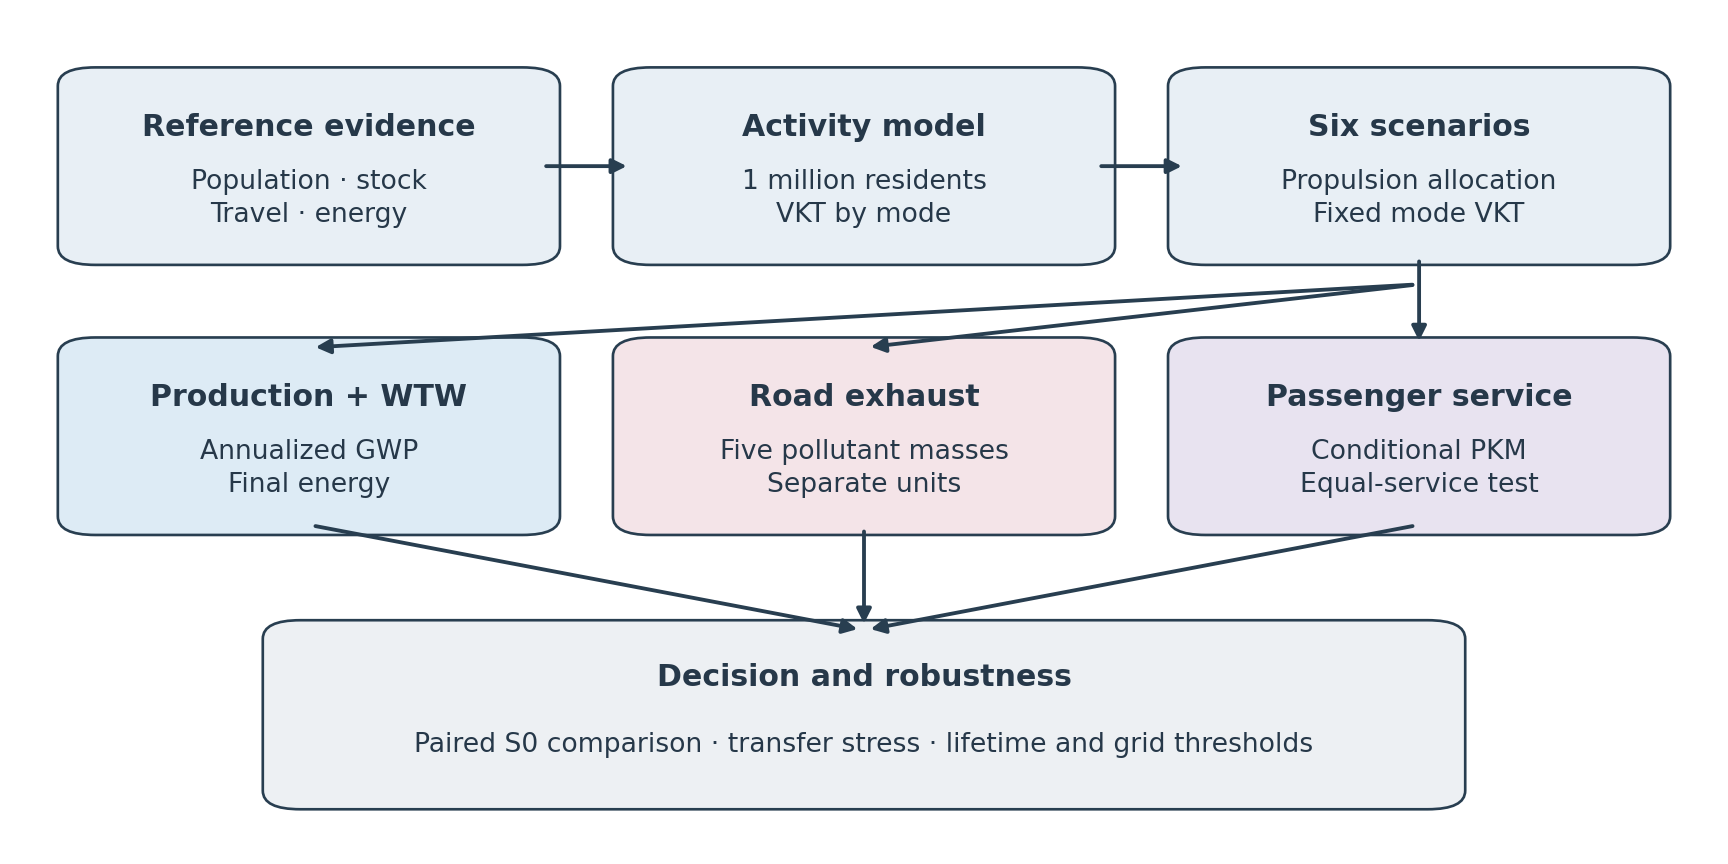 Reference evidence
Population · stock
Travel · energy
Activity model
1 million residents
VKT by mode
Six scenarios
Propulsion allocation
Fixed mode VKT
Production + WTW
Annualized GWP
Final energy
Road exhaust
Five pollutant masses
Separate units
Passenger service
Conditional PKM
Equal-service test
Decision and robustness
Paired S0 comparison · transfer stress · lifetime and grid thresholds